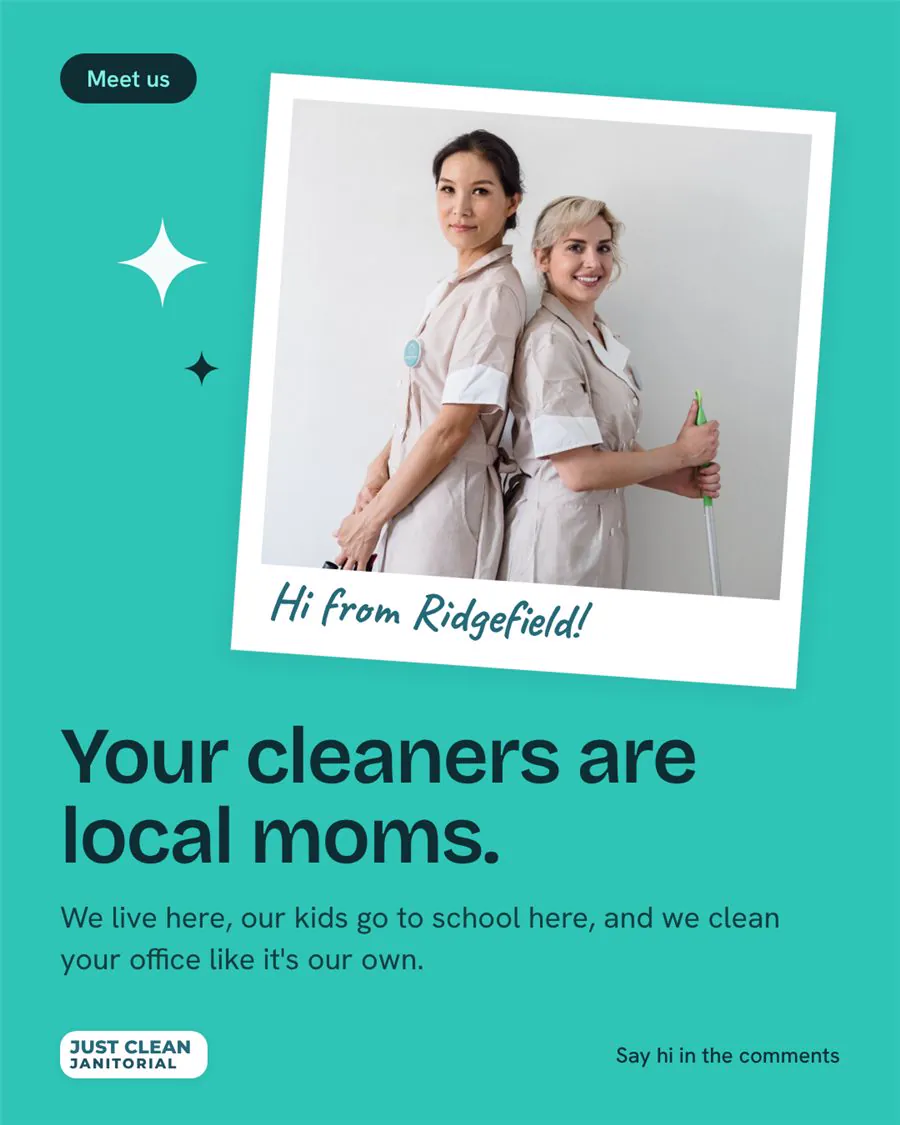 Meet us
Hi from Ridgefield!
Your cleaners are
local moms.
We live here, our kids go to school here, and we clean
your office like it's our own.
JUST CLEAN
JANITORIAL
Say hi in the comments